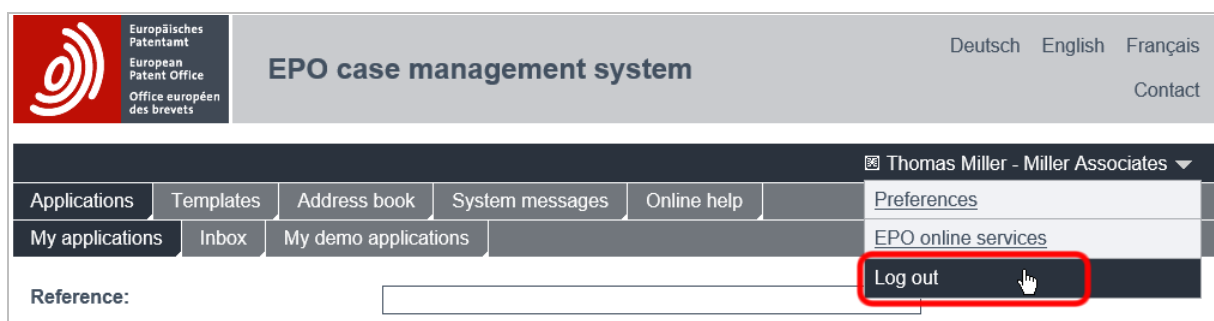 Europäisches
Patentamt
European
Patent Office
Office européen
des brevets
EPO case management system
Deutsch English Français
Contact
Thomas Miller - Miller Associates
Applications Templates Address book System messages Online help
Preferences
My applications Inbox My demo applications
EPO online services
Log out
Reference: